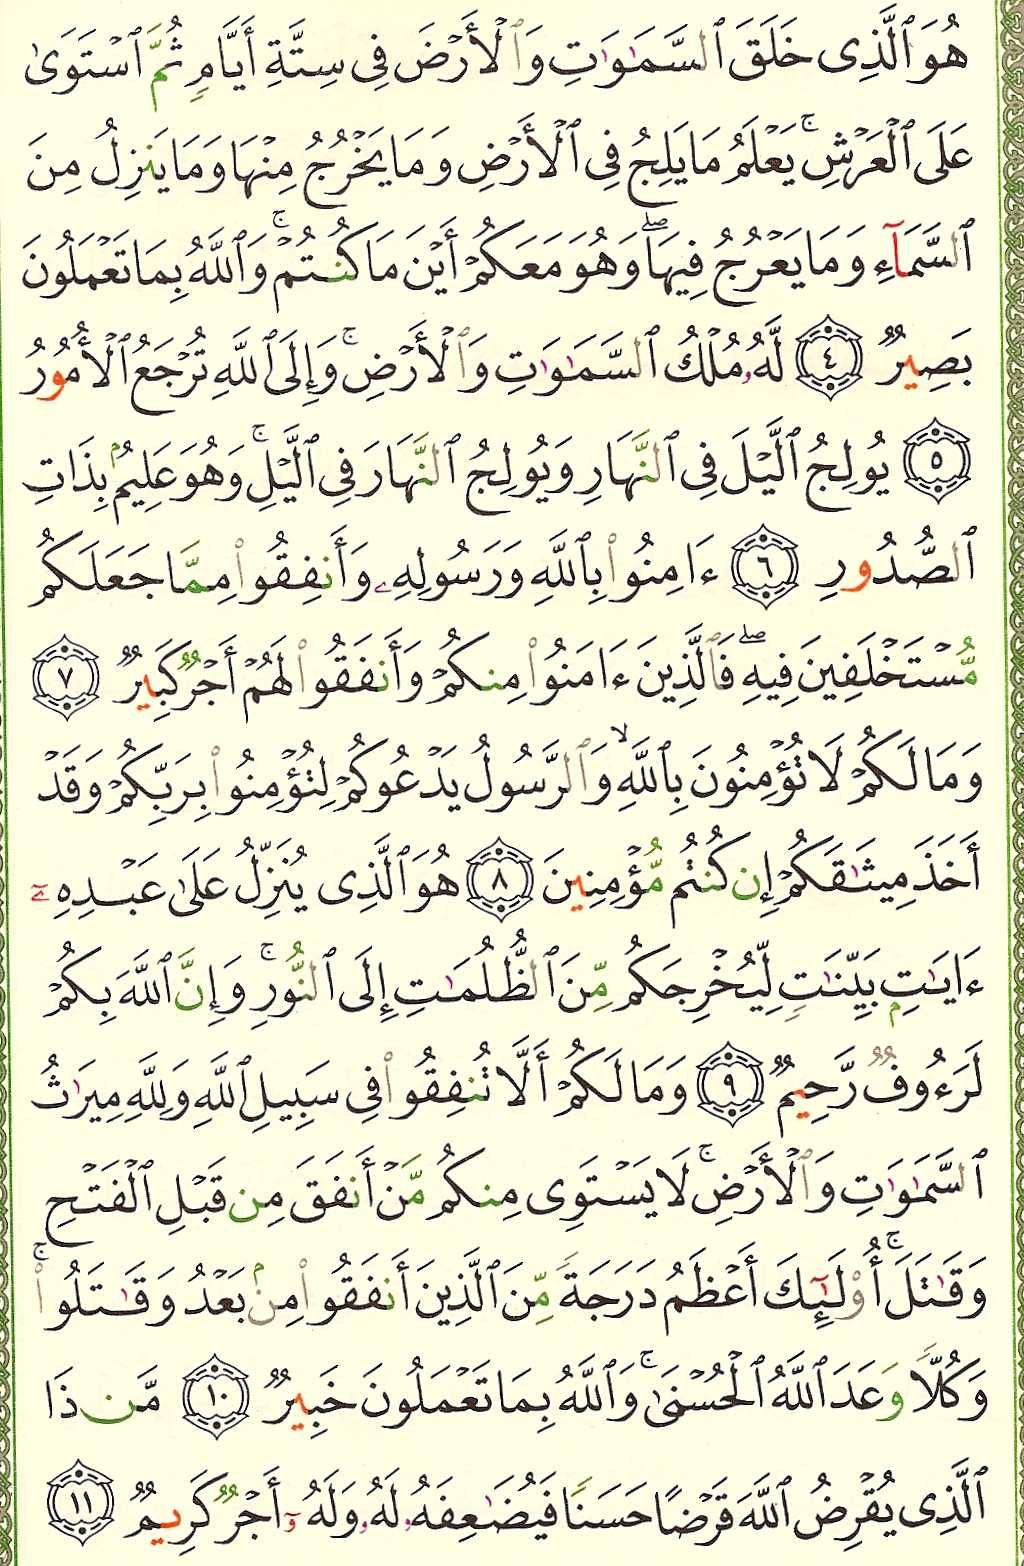 هُوَ ٱلَّذِى خَلَقَ ٱلسَّمَـٰوَٰتِ وَٱلۡأَرۡضَ فِى سِتَّةِ أَيَّامٍ ثُمَّ ٱسۡتَوَىٰ
عَلَى ٱلۡعَرۡشِۚ يَعۡلَمُ مَا يَلِجُ فِى ٱلۡأَرۡضِ وَمَا يَخۡرُجُ مِنۡهَا وَمَا يَنزِلُ مِنَ
ٱلسَّمَآءِ وَمَا يَعۡرُجُ فِيهَاۖ وَهُوَ مَعَكُمۡ أَيۡنَ مَا كُنتُمۡۚ وَٱللَّهُ بِمَا تَعۡمَلُونَ
بَصِيرٌ ٤ لَّهُۥ مُلۡكُ ٱلسَّمَـٰوَٰتِ وَٱلۡأَرۡضِۚ وَإِلَى ٱللَّهِ تُرۡجَعُ ٱلۡأُمُورُ
٥ يُولِجُ ٱلَّيۡلَ فِى ٱلنَّهَارِ وَيُولِجُ ٱلنَّهَارَ فِى ٱلَّيۡلِۚ وَهُوَ عَلِيمُۢ بِذَاتِ
ٱلصُّدُورِ ٦ ءَامِنُوا۟ بِٱللَّهِ وَرَسُولِهِۦ وَأَنفِقُوا۟ مِمَّا جَعَلَكُم
مُّسۡتَخۡلَفِينَ فِيهِۖ فَٱلَّذِينَ ءَامَنُوا۟ مِنكُمۡ وَأَنفَقُوا۟ لَهُمۡ أَجۡرٌ كَبِيرٌ ٧
وَمَا لَكُمۡ لَا تُؤۡمِنُونَ بِٱللَّهِۙ وَٱلرَّسُولُ يَدۡعُوكُمۡ لِتُؤۡمِنُوا۟ بِرَبِّكُمۡ وَقَدۡ
أَخَذَ مِيثَـٰقَكُمۡ إِن كُنتُم مُّؤۡمِنِينَ ٨ هُوَ ٱلَّذِى يُنَزِّلُ عَلَىٰ عَبۡدِهِۦٓ
ءَايَـٰتِۭ بَيِّنَـٰتٍ لِّيُخۡرِجَكُم مِّنَ ٱلظُّلُمَـٰتِ إِلَى ٱلنُّورِۚ وَإِنَّ ٱللَّهَ بِكُمۡ
لَرَءُوفٌ رَّحِيمٌ ٩ وَمَا لَكُمۡ أَلَّا تُنفِقُوا۟ فِى سَبِيلِ ٱللَّهِ وَلِلَّهِ مِيرَٰثُ
ٱلسَّمَـٰوَٰتِ وَٱلۡأَرۡضِۚ لَا يَسۡتَوِى مِنكُم مَّنۡ أَنفَقَ مِن قَبۡلِ ٱلۡفَتۡحِ
وَقَـٰتَلَۚ أُو۟لَـٰٓئِكَ أَعۡظَمُ دَرَجَةً مِّنَ ٱلَّذِينَ أَنفَقُوا۟ مِنۢ بَعۡدُ وَقَـٰتَلُوا۟ۚ
وَكُلًّا وَعَدَ ٱللَّهُ ٱلۡحُسۡنَىٰۚ وَٱللَّهُ بِمَا تَعۡمَلُونَ خَبِيرٌ ١٠ مَّن ذَا
ٱلَّذِى يُقۡرِضُ ٱللَّهَ قَرۡضًا حَسَنًا فَيُضَـٰعِفَهُۥ لَهُۥ وَلَهُۥٓ أَجۡرٌ كَرِيمٌ ١١